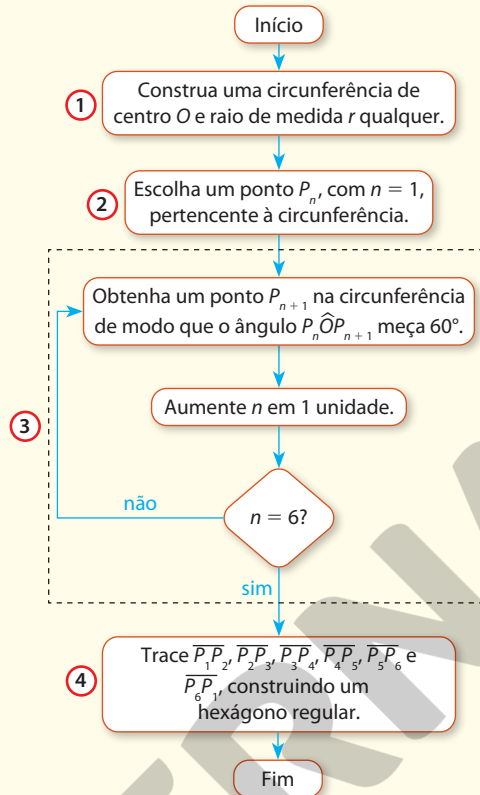 Início
1
Construa uma circunferência de
centro O e raio de medida r qualquer.
2
Escolha um ponto Pₙ, com n = 1,
pertencente à circunferência.
3
Obtenha um ponto Pₙ ₊ ₁ na circunferência
de modo que o ângulo PₙÔPₙ ₊ ₁ meça 60°.
Aumente n em 1 unidade.
n = 6?
não
sim
4
Trace P̅₁P̅₂, P̅₂P̅₃, P̅₃P̅₄, P̅₄P̅₅, P̅₅P̅₆ e
P̅₆P̅₁, construindo um
hexágono regular.
Fim